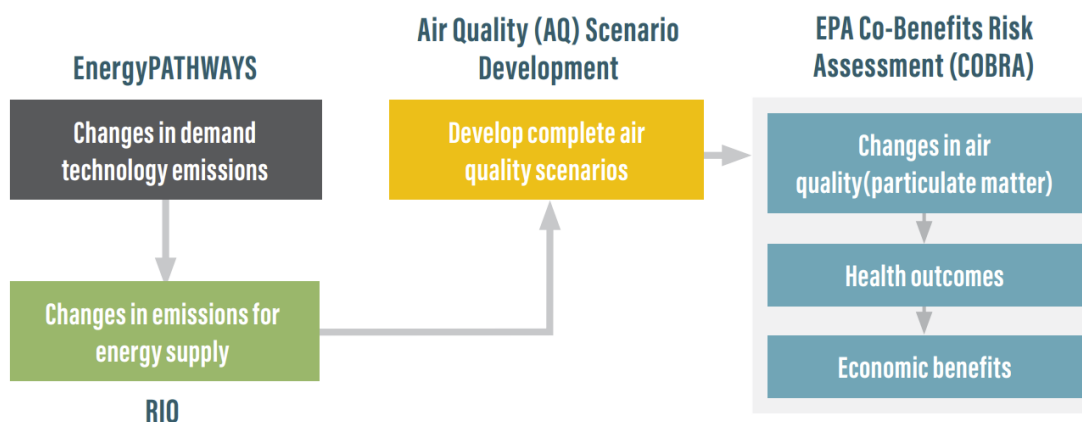 EnergyPATHWAYS
Changes in demand
technology emissions
Changes in emissions for
energy supply
RIO
Air Quality (AQ) Scenario
Development
Develop complete air
quality scenarios
EPA Co-Benefits Risk
Assessment (COBRA)
Changes in air
quality(particulate matter)
Health outcomes
Economic benefits